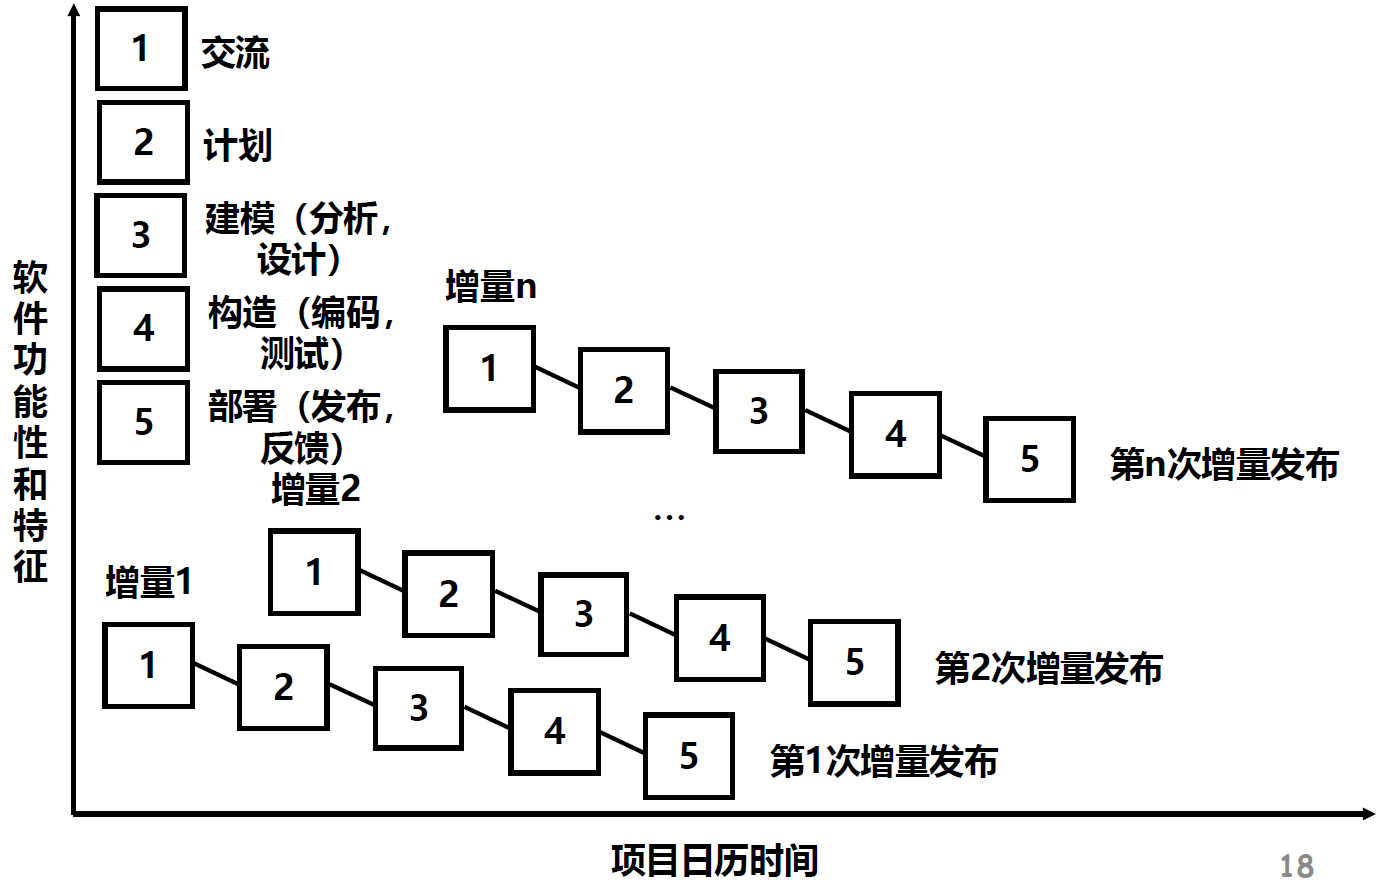 1
交流
2
计划
3
建模（分析，
设计）
4
构造（编码，
测试）
5
部署（发布，
反馈）
软件功能性和特征
增量n
1
2
3
4
5
第n次增量发布
…
增量2
1
2
3
4
5
第2次增量发布
增量1
1
2
3
4
5
第1次增量发布
项目日历时间
18